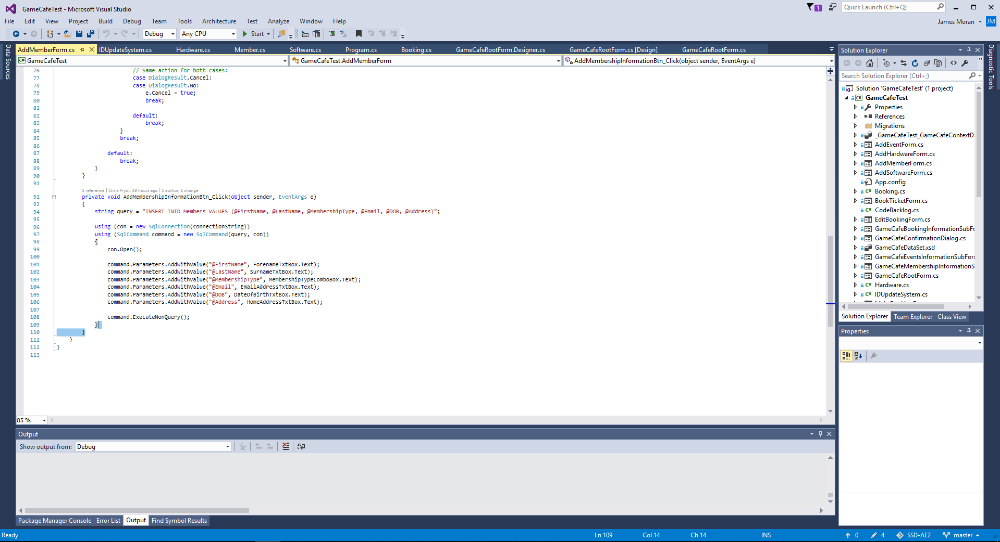 GameCafeTest - Microsoft Visual Studio
1
Quick Launch (Ctrl+Q)
File Edit View Project Build Debug Team Tools Architecture Test Analyze Window Help
James Moran JM
Debug Any CPU Start
Data Sources
AddMemberForm.cs IDUpdateSystem.cs Hardware.cs Member.cs Software.cs Program.cs Booking.cs GameCafeRootForm.Designer.cs GameCafeRootForm.cs [Design] GameCafeRootForm.cs
GameCafeTest GameCafeTest.AddMemberForm AddMembershipInformationBtn_Click(object sender, EventArgs e)
76 // Same action for both cases:
77 case DialogResult.Cancel:
78 case DialogResult.No:
79 e.Cancel = true;
80 break;
81
82 default:
83 break;
84 }
85 break;
86
87 default:
88 break;
89 }
90 }
91
1 reference | Chris Pryor, 19 hours ago | 1 author, 1 change
92 private void AddMembershipInformationBtn_Click(object sender, EventArgs e)
93 {
94 string query = "INSERT INTO Members VALUES (@FirstName, @LastName, @MembershipType, @Email, @DOB, @Address)";
95
96 using (con = new SqlConnection(connectionString))
97 using (SqlCommand command = new SqlCommand(query, con))
98 {
99 con.Open();
100
101 command.Parameters.AddWithValue("@FirstName", ForenameTxtBox.Text);
102 command.Parameters.AddWithValue("@LastName", SurnameTxtBox.Text);
103 command.Parameters.AddWithValue("@MembershipType", MembershipTypeComboBox.Text);
104 command.Parameters.AddWithValue("@Email", EmailAddressTxtBox.Text);
105 command.Parameters.AddWithValue("@DOB", DateOfBirthTxtBox.Text);
106 command.Parameters.AddWithValue("@Address", HomeAddressTxtBox.Text);
107
108 command.ExecuteNonQuery();
109 }
110 }
111 }
112 }
113
85 %
Output
Show output from: Debug
Package Manager Console Error List Output Find Symbol Results
Solution Explorer
Search Solution Explorer (Ctrl+;)
Solution 'GameCafeTest' (1 project)
C# GameCafeTest
Properties
References
Migrations
_GameCafeTest_GameCafeContextD
AddEventForm.cs
AddHardwareForm.cs
AddMemberForm.cs
AddSoftwareForm.cs
App.config
C# Booking.cs
BookTicketForm.cs
C# CodeBacklog.cs
EditBookingForm.cs
GameCafeBookingInformationSubFo
GameCafeConfirmationDialog.cs
GameCafeDataSet.xsd
GameCafeEventsInformationSubFor
GameCafeMembershipInformationS
GameCafeRootForm.cs
C# Hardware.cs
C# IDUpdateSystem.cs
Solution Explorer Team Explorer Class View
Properties
Diagnostic Tools
Ready Ln 109 Col 14 Ch 14 INS 0 4 SSD-AE2 master